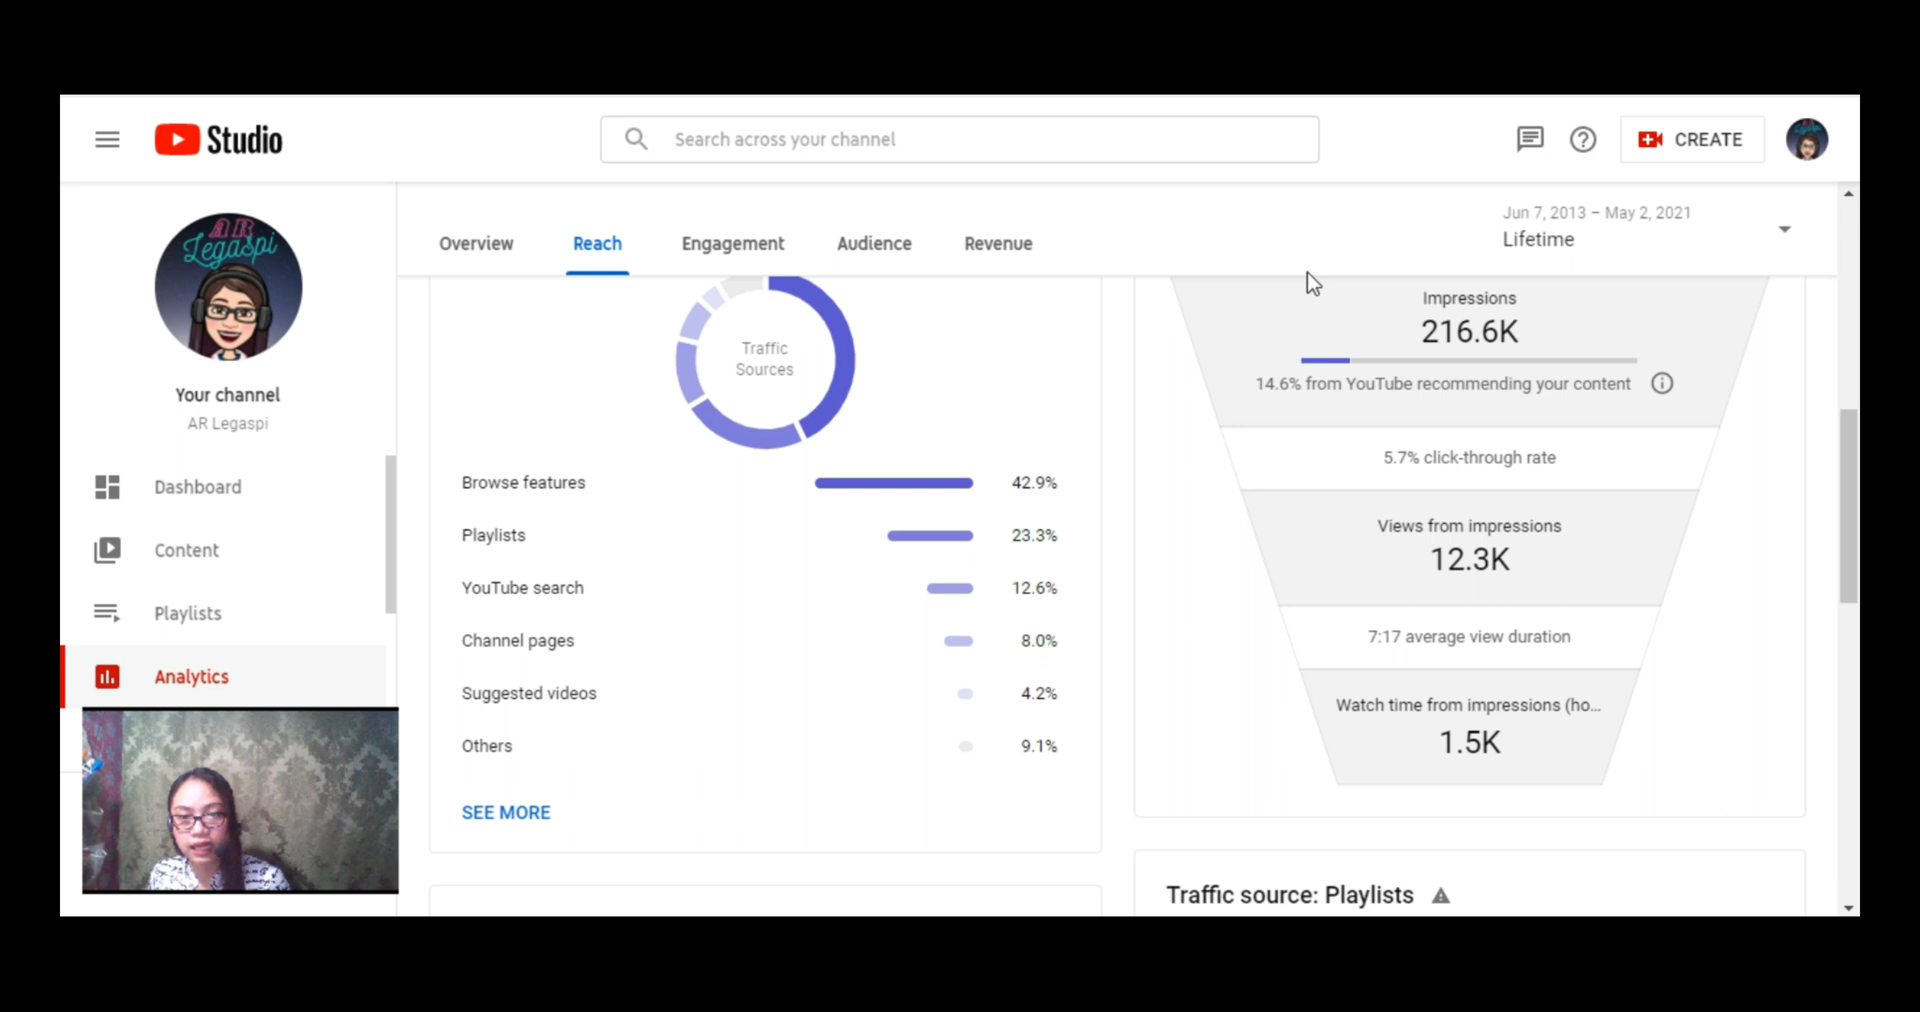 Studio
Search across your channel
CREATE
AR
Legaspi
Your channel
AR Legaspi
Dashboard
Content
Playlists
Analytics
Overview
Reach
Engagement
Audience
Revenue
Jun 7, 2013 – May 2, 2021
Lifetime
Traffic
Sources
Browse features 42.9%
Playlists 23.3%
YouTube search 12.6%
Channel pages 8.0%
Suggested videos 4.2%
Others 9.1%
SEE MORE
Impressions
216.6K
14.6% from YouTube recommending your content
5.7% click-through rate
Views from impressions
12.3K
7:17 average view duration
Watch time from impressions (ho...
1.5K
Traffic source: Playlists